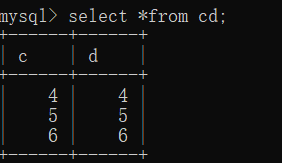 mysql> select *from cd;
+------+------+
| c    | d    |
+------+------+
|    4 |    4 |
|    5 |    5 |
|    6 |    6 |
+------+------+